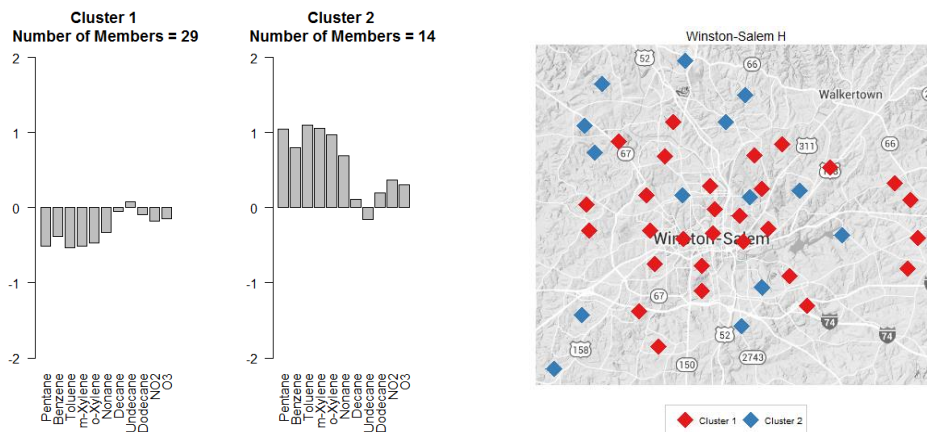 Cluster 1
Number of Members = 29
2
1
0
-1
-2
Pentane
Benzene
Toluene
m-Xylene
o-Xylene
Nonane
Decane
Undecane
Dodecane
NO2
O3
Cluster 2
Number of Members = 14
2
1
0
-1
-2
Pentane
Benzene
Toluene
m-Xylene
o-Xylene
Nonane
Decane
Undecane
Dodecane
NO2
O3
Winston-Salem H
52
66
Walkertown
67
311
66
Winston-Salem
67
74
74
52
158
150
2743
Cluster 1
Cluster 2